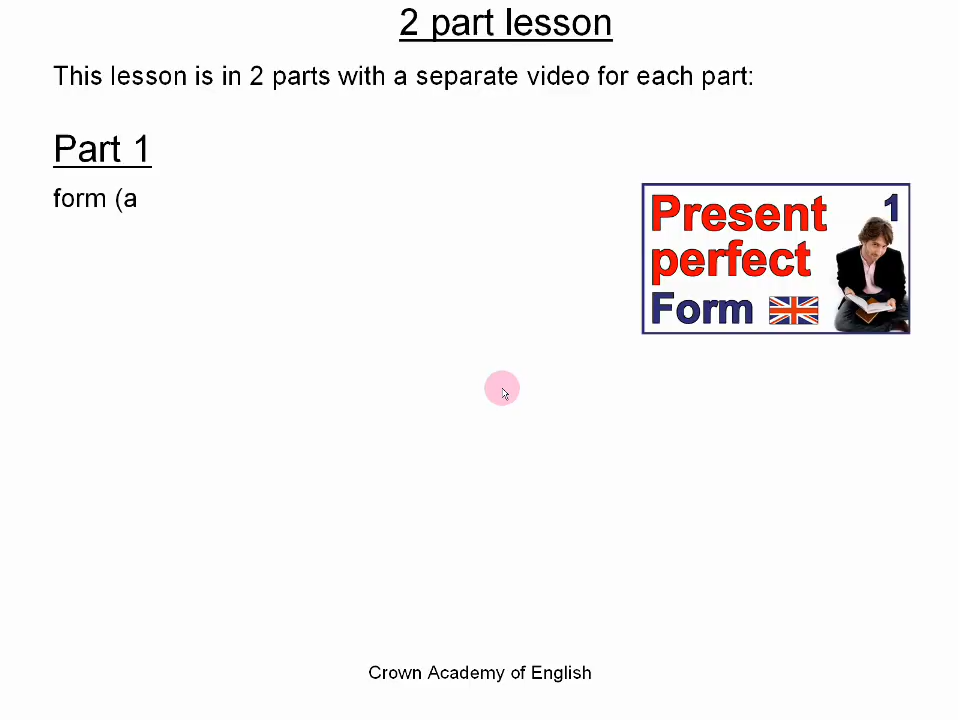 2 part lesson
This lesson is in 2 parts with a separate video for each part:
Part 1
form (a
Present
perfect
Form
1
Crown Academy of English